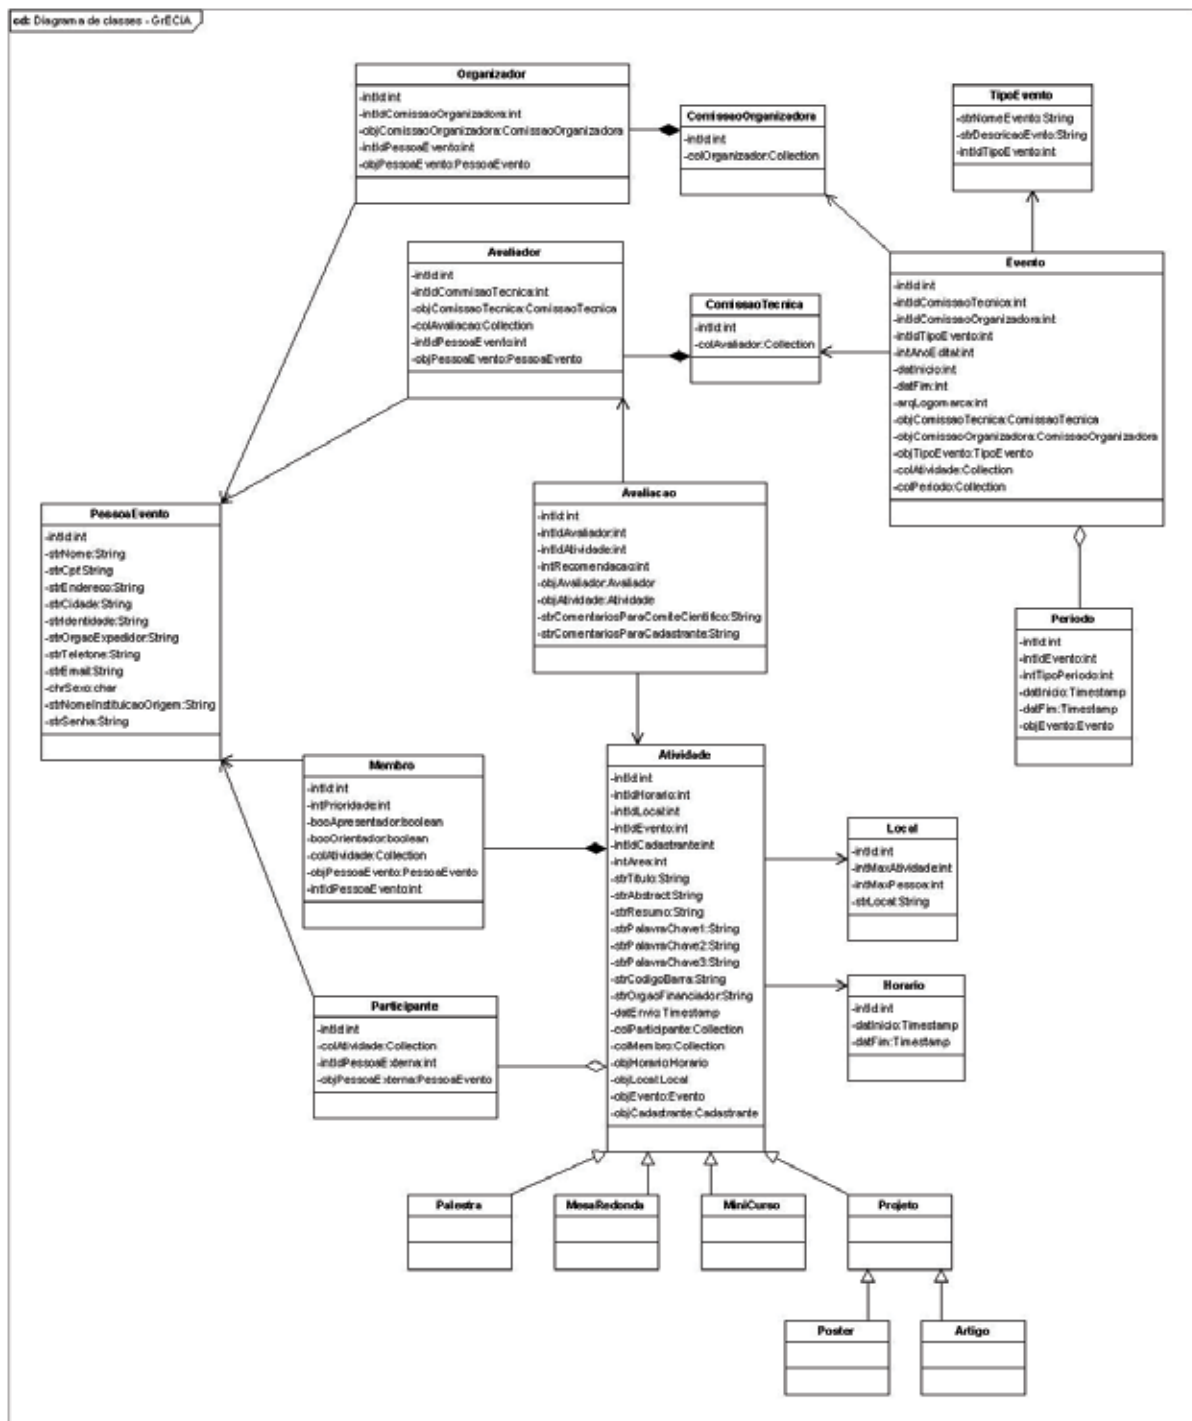 cd: Diagrama de classes - GrECIA
Organizador
-intId:int
-intIdComissaoOrganizadora:int
-objComissaoOrganizadora:ComissaoOrganizadora
-intIdPessoaEvento:int
-objPessoaEvento:PessoaEvento
ComissaoOrganizadora
-intId:int
-colOrganizador:Collection
TipoEvento
-strNomeEvento:String
-strDescricaoEvnto:String
-intIdTipoEvento:int
Avaliador
-intId:int
-intIdCommisaoTecnica:int
-objComissaoTecnica:ComissaoTecnica
-colAvaliacao:Collection
-intIdPessoaEvento:int
-objPessoaEvento:PessoaEvento
ComissaoTecnica
-intId:int
-colAvaliador:Collection
Evento
-intId:int
-intIdComissaoTecnica:int
-intIdComissaoOrganizadora:int
-intIdTipoEvento:int
-intAnoEdital:int
-datInicio:int
-datFim:int
-arqLogomarca:int
-objComissaoTecnica:ComissaoTecnica
-objComissaoOrganizadora:ComissaoOrganizadora
-objTipoEvento:TipoEvento
-colAtividade:Collection
-colPeriodo:Collection
PessoaEvento
-intId:int
-strNome:String
-strCpf:String
-strEndereco:String
-strCidade:String
-strIdentidade:String
-strOrgaoExpedidor:String
-strTelefone:String
-strEmail:String
-chrSexo:char
-strNomeInstituicaoOrigem:String
-strSenha:String
Avaliacao
-intId:int
-intIdAvaliador:int
-intIdAtividade:int
-intRecomendacao:int
-objAvaliador:Avaliador
-objAtividade:Atividade
-strComentariosParaComiteCientifico:String
-strComentariosParaCadastrante:String
Periodo
-intId:int
-intIdEvento:int
-intTipoPeriodo:int
-datInicio:Timestamp
-datFim:Timestamp
-objEvento:Evento
Membro
-intId:int
-intPrioridade:int
-booApresentador:boolean
-booOrientador:boolean
-colAtividade:Collection
-objPessoaEvento:PessoaEvento
-intIdPessoaEvento:int
Atividade
-intId:int
-intIdHorario:int
-intIdLocal:int
-intIdEvento:int
-intIdCadastrante:int
-intArea:int
-strTitulo:String
-strAbstract:String
-strResumo:String
-strPalavraChave1:String
-strPalavraChave2:String
-strPalavraChave3:String
-strCodigoBarra:String
-strOrgaoFinanciador:String
-datEnvio:Timestamp
-colParticipante:Collection
-colMembro:Collection
-objHorario:Horario
-objLocal:Local
-objEvento:Evento
-objCadastrante:Cadastrante
Local
-intId:int
-intMaxAtividade:int
-intMaxPessoa:int
-strLocal:String
Horario
-intId:int
-datInicio:Timestamp
-datFim:Timestamp
Participante
-intId:int
-colAtividade:Collection
-intIdPessoaExterna:int
-objPessoaExterna:PessoaEvento
Palestra
MesaRedonda
MiniCurso
Projeto
Poster
Artigo